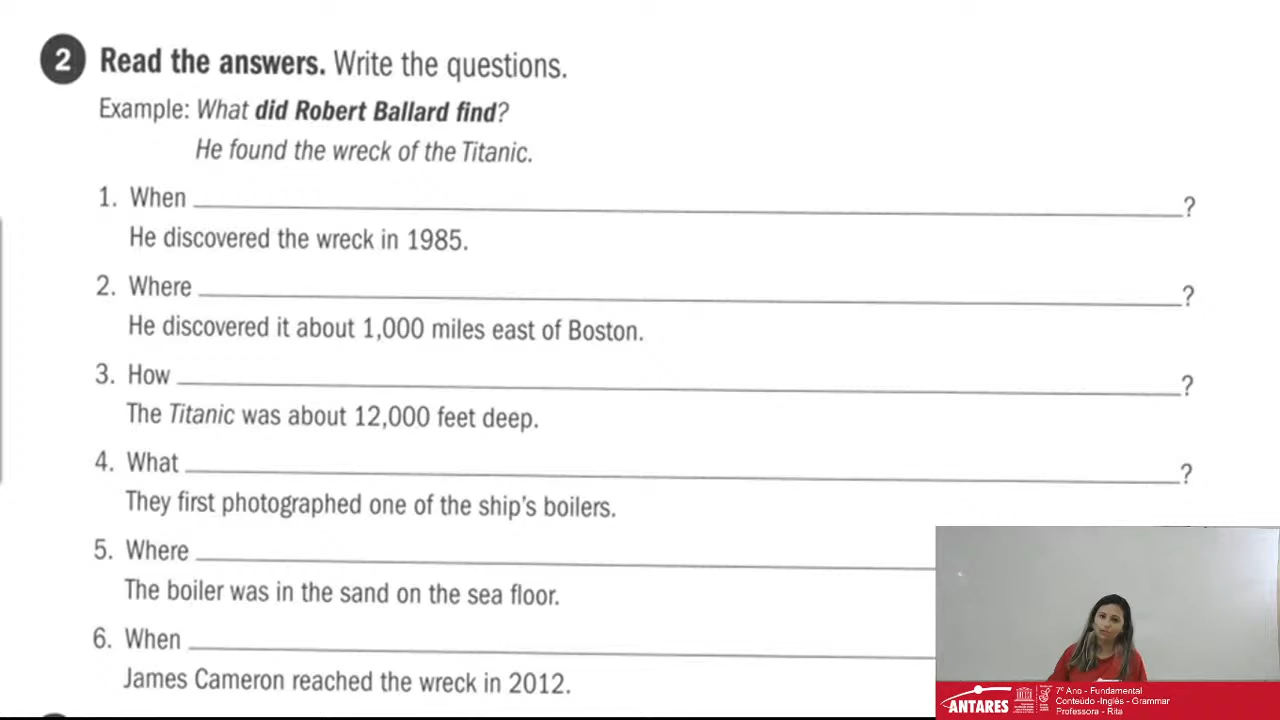 2 Read the answers. Write the questions.
Example: What did Robert Ballard find?
He found the wreck of the Titanic.
1. When ?
He discovered the wreck in 1985.
2. Where ?
He discovered it about 1,000 miles east of Boston.
3. How ?
The Titanic was about 12,000 feet deep.
4. What ?
They first photographed one of the ship's boilers.
5. Where
The boiler was in the sand on the sea floor.
6. When
James Cameron reached the wreck in 2012.
ANTARES
7º Ano - Fundamental
Conteúdo -Inglês - Grammar
Professora - Rita